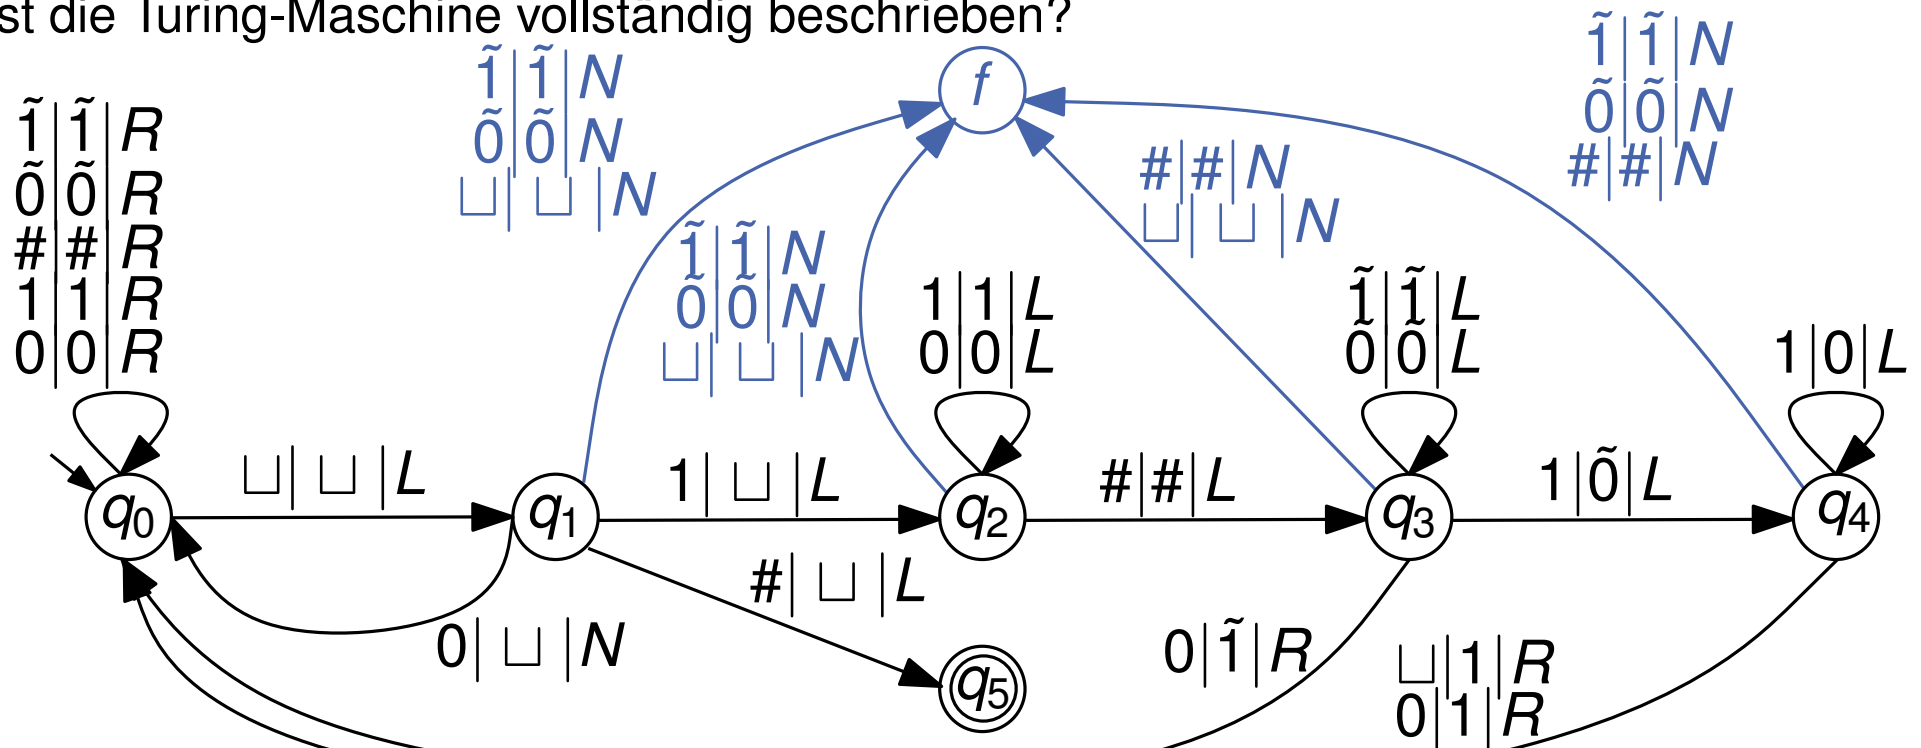 st die Turing-Maschine vollständig beschrieben?
1̃|1̃|R
0̃|0̃|R
#|#|R
1|1|R
0|0|R
1̃|1̃|N
0̃|0̃|N
⊔|⊔|N
f
1̃|1̃|N
0̃|0̃|N
#|#|N
#|#|N
⊔|⊔|N
1̃|1̃|N
0̃|0̃|N
⊔|⊔|N
1|1|L
0|0|L
1̃|1̃|L
0̃|0̃|L
1|0|L
q0
⊔|⊔|L
q1
1|⊔|L
q2
#|#|L
q3
1|0̃|L
q4
#|⊔|L
0|⊔|N
q5
0|1̃|R
⊔|1|R
0|1|R